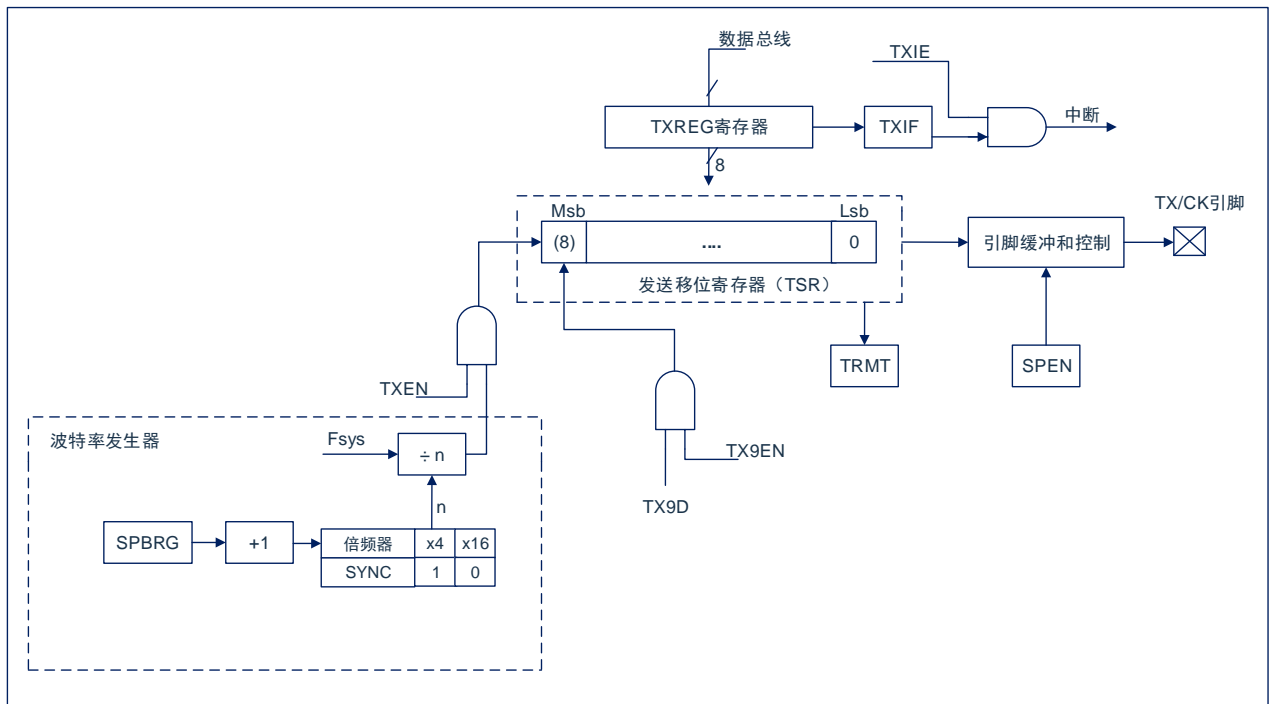 数据总线
TXIE
TXREG寄存器
TXIF
中断
8
Msb
Lsb
TX/CK引脚
(8)
....
0
引脚缓冲和控制
发送移位寄存器（TSR）
TRMT
SPEN
TXEN
波特率发生器
Fsys
÷ n
TX9EN
TX9D
n
SPBRG
+1
倍频器 x4 x16
SYNC 1 0